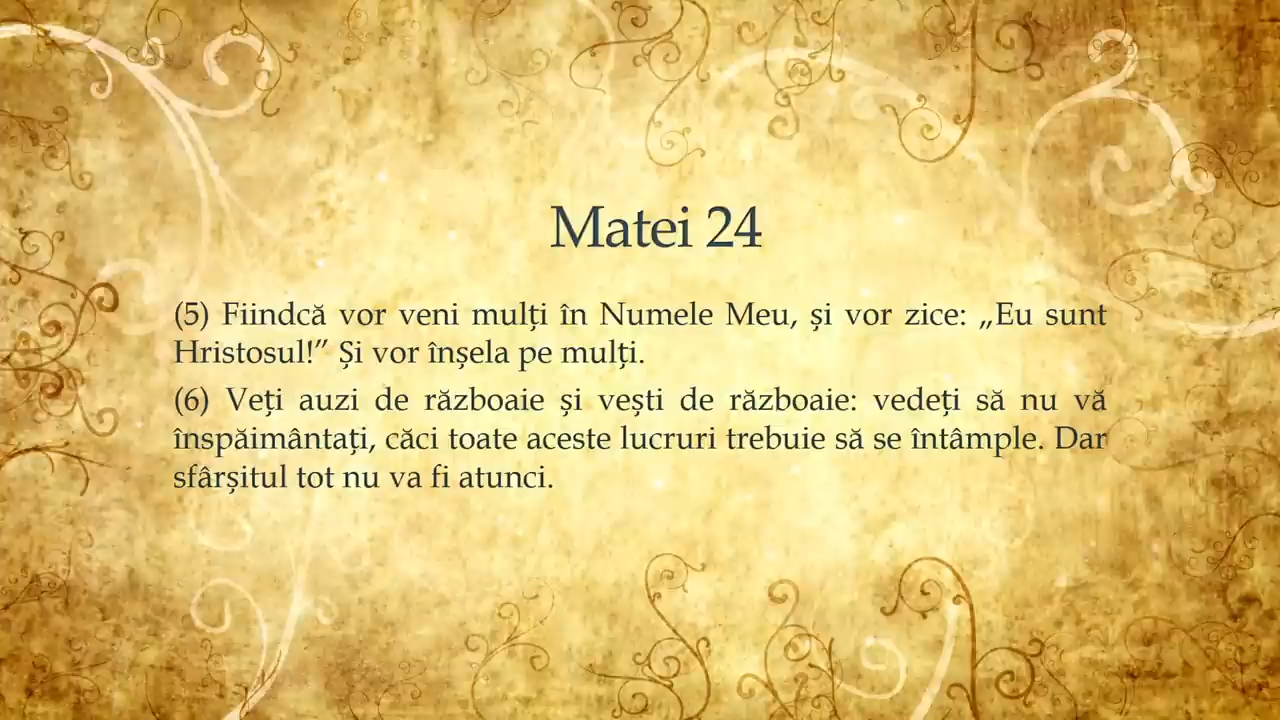 Matei 24
(5) Fiindcă vor veni mulți în Numele Meu, și vor zice: „Eu sunt
Hristosul!” Și vor înșela pe mulți.
(6) Veți auzi de războaie și vești de războaie: vedeți să nu vă
înspăimântați, căci toate aceste lucruri trebuie să se întâmple. Dar
sfârșitul tot nu va fi atunci.